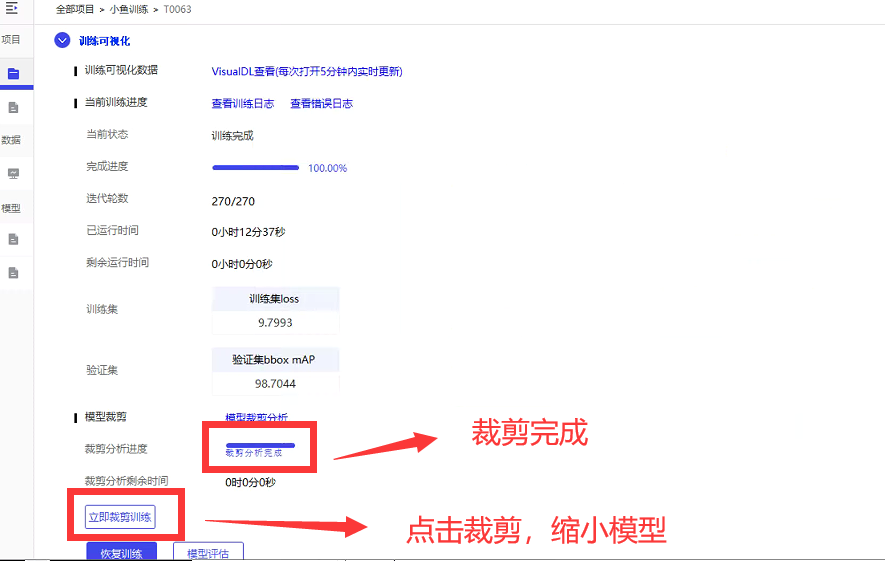 全部项目 > 小鱼训练 > T0063
项目
训练可视化
训练可视化数据 VisualDL查看(每次打开5分钟内实时更新)
当前训练进度 查看训练日志 查看错误日志
数据
当前状态 训练完成
完成进度 100.00%
迭代轮数 270/270
模型
已运行时间 0小时12分37秒
剩余运行时间 0小时0分0秒
训练集loss
训练集
9.7993
验证集bbox mAP
验证集
98.7044
模型裁剪 模型裁剪分析
裁剪完成
裁剪分析进度 裁剪分析完成
裁剪分析剩余时间 0时0分0秒
立即裁剪训练
点击裁剪，缩小模型
恢复训练 模型评估